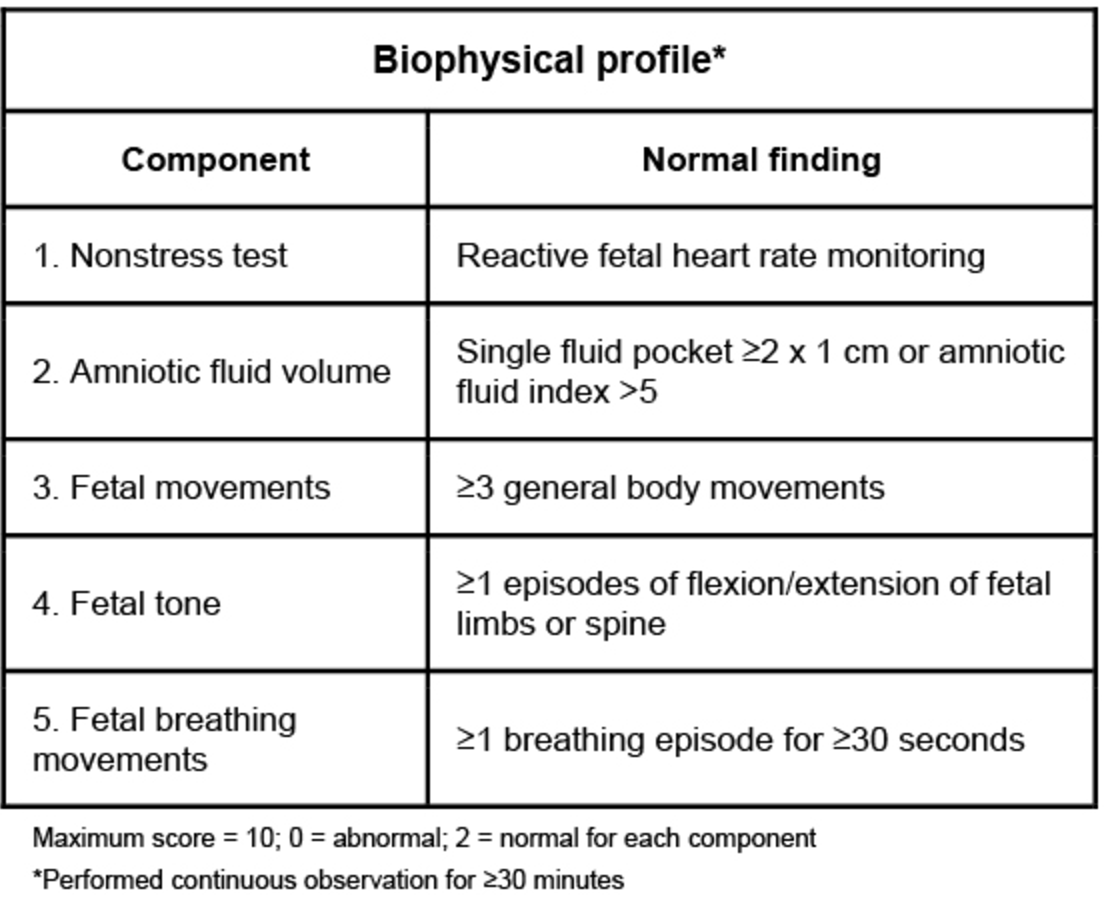 Biophysical profile*
Component
Normal finding
1. Nonstress test
Reactive fetal heart rate monitoring
2. Amniotic fluid volume
Single fluid pocket ≥2 x 1 cm or amniotic
fluid index >5
3. Fetal movements
≥3 general body movements
4. Fetal tone
≥1 episodes of flexion/extension of fetal
limbs or spine
5. Fetal breathing
movements
≥1 breathing episode for ≥30 seconds
Maximum score = 10; 0 = abnormal; 2 = normal for each component
*Performed continuous observation for ≥30 minutes